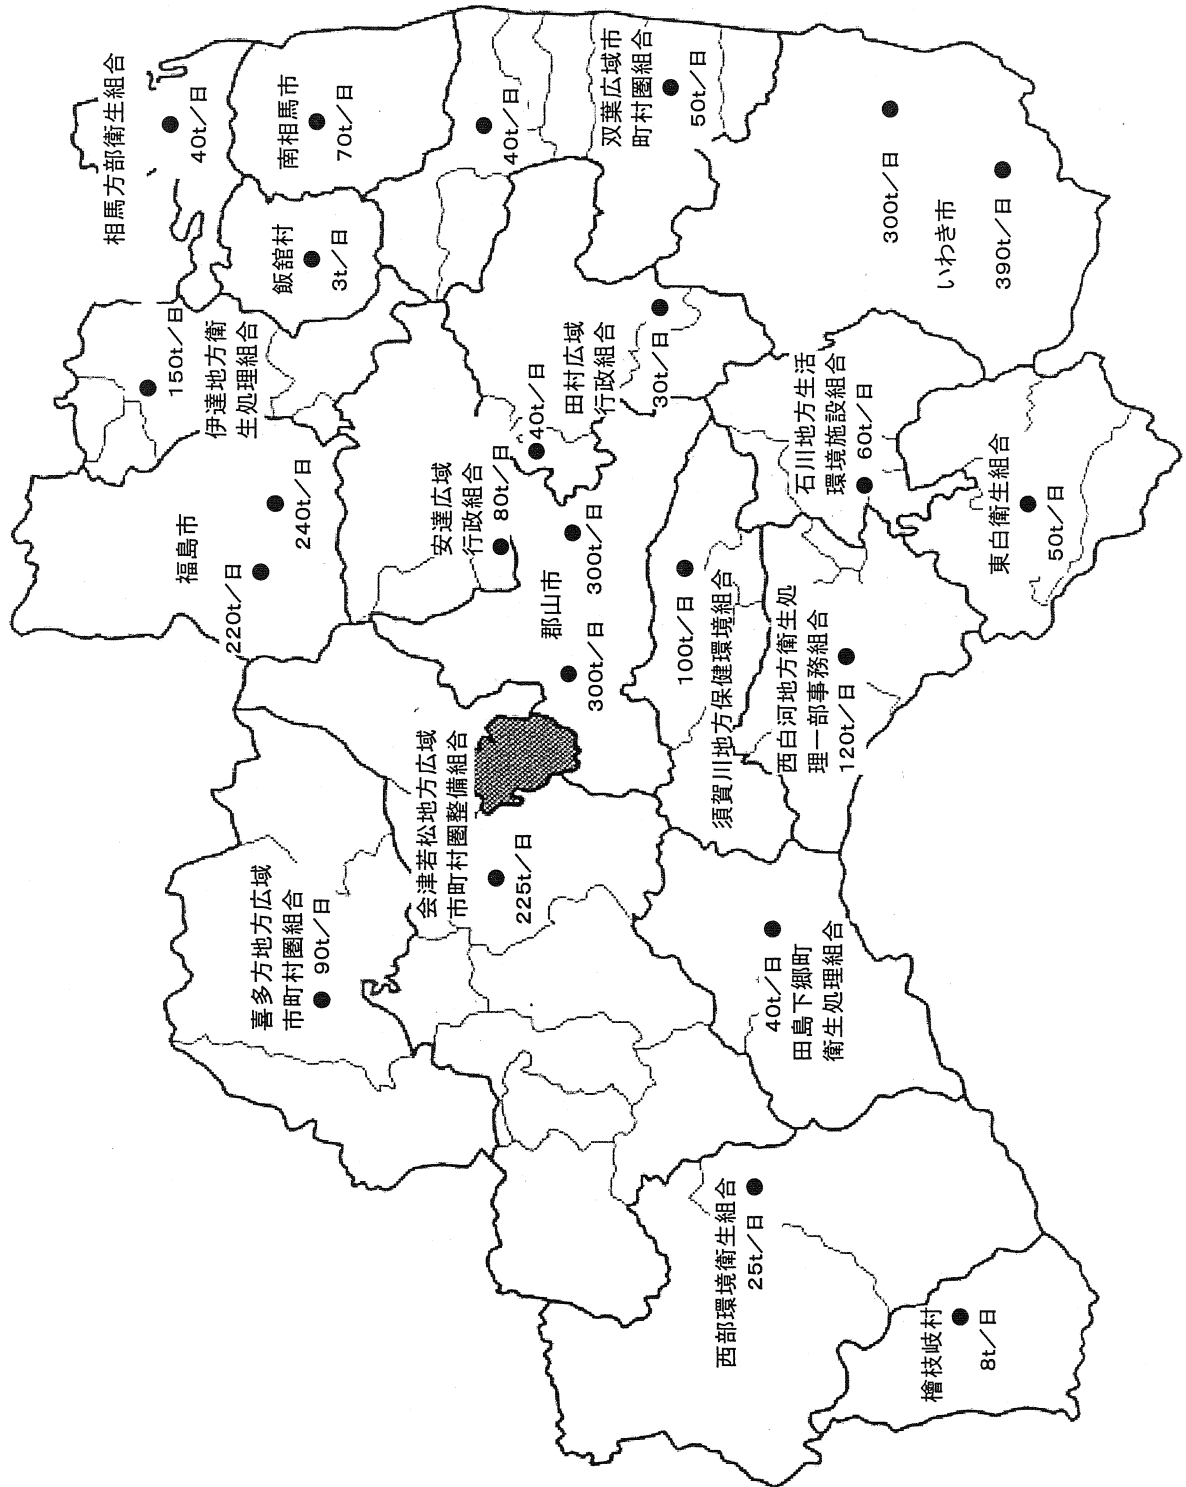 相馬方部衛生組合
40t／日
南相馬市
70t／日
飯舘村
3t／日
40t／日
双葉広域市
町村圏組合
50t／日
300t／日
いわき市
390t／日
150t／日
伊達地方衛
生処理組合
福島市
240t／日
220t／日
安達広域
行政組合
80t／日
40t／日
田村広域
行政組合
30t／日
郡山市
300t／日
300t／日
石川地方生活
環境施設組合
60t／日
東白衛生組合
50t／日
100t／日
須賀川地方保健環境組合
西白河地方衛生処
理一部事務組合
120t／日
喜多方地方広域
市町村圏組合
90t／日
会津若松地方広域
市町村圏整備組合
225t／日
40t／日
田島下郷町
衛生処理組合
西部環境衛生組合
25t／日
檜枝岐村
8t／日